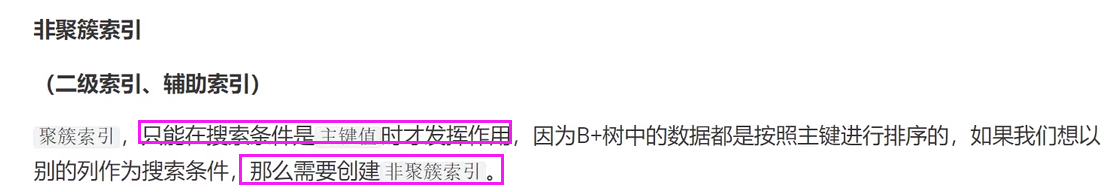 非聚簇索引
（二级索引、辅助索引）
聚簇索引，只能在搜索条件是主键值时才发挥作用，因为B+树中的数据都是按照主键进行排序的，如果我们想以
别的列作为搜索条件，那么需要创建非聚簇索引。